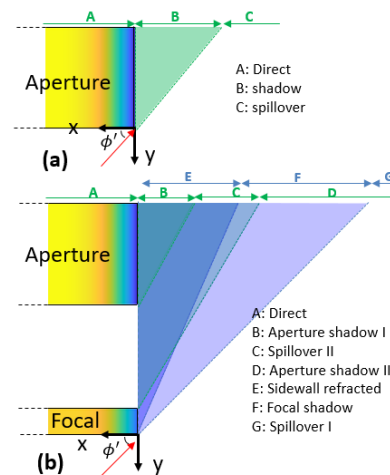 A B C
Aperture
A: Direct
B: shadow
C: spillover
x
ϕ′
(a)
y
E F G
A B C D
Aperture
A: Direct
B: Aperture shadow I
C: Spillover II
D: Aperture shadow II
E: Sidewall refracted
F: Focal shadow
G: Spillover I
Focal
x
ϕ′
(b)
y